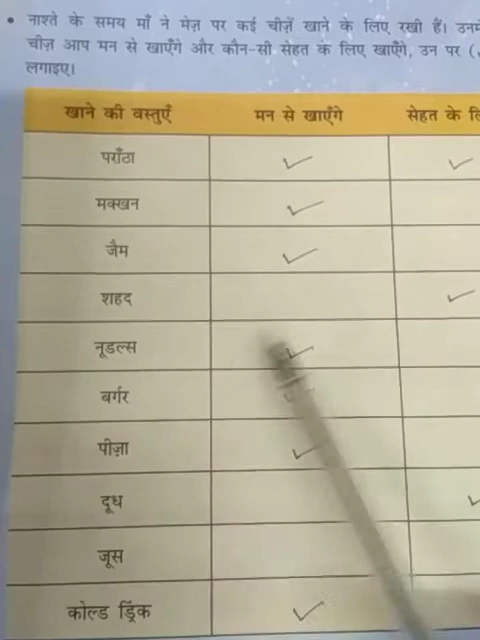 • नाश्ते के समय माँ ने मेज़ पर कई चीज़ें खाने के लिए रखी हैं।
चीज़ आप मन से खाएँगे और कौन-सी सेहत के लिए खाएँगे, उन पर (
लगाइए।
खाने की वस्तुएँ मन से खाएँगे सेहत के
पराँठा ✓ ✓
मक्खन ✓
जैम ✓
शहद ✓
नूडल्स ✓
बर्गर ✓
पीज़ा ✓
दूध ✓
जूस
कोल्ड ड्रिंक ✓